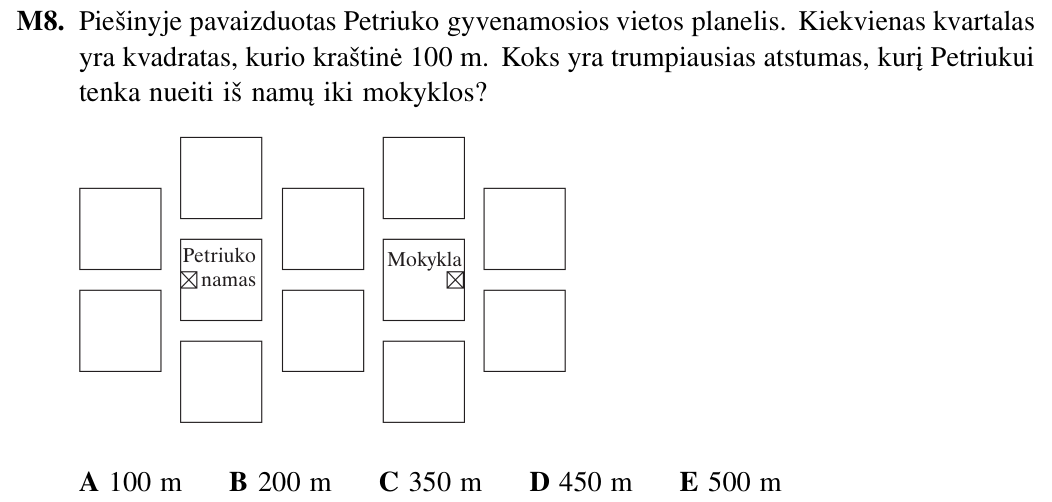 M8. Piešinyje pavaizduotas Petriuko gyvenamosios vietos planelis. Kiekvienas kvartalas
yra kvadratas, kurio kraštinė 100 m. Koks yra trumpiausias atstumas, kurį Petriukui
tenka nueiti iš namų iki mokyklos?
Petriuko
namas
Mokykla
A 100 m B 200 m C 350 m D 450 m E 500 m